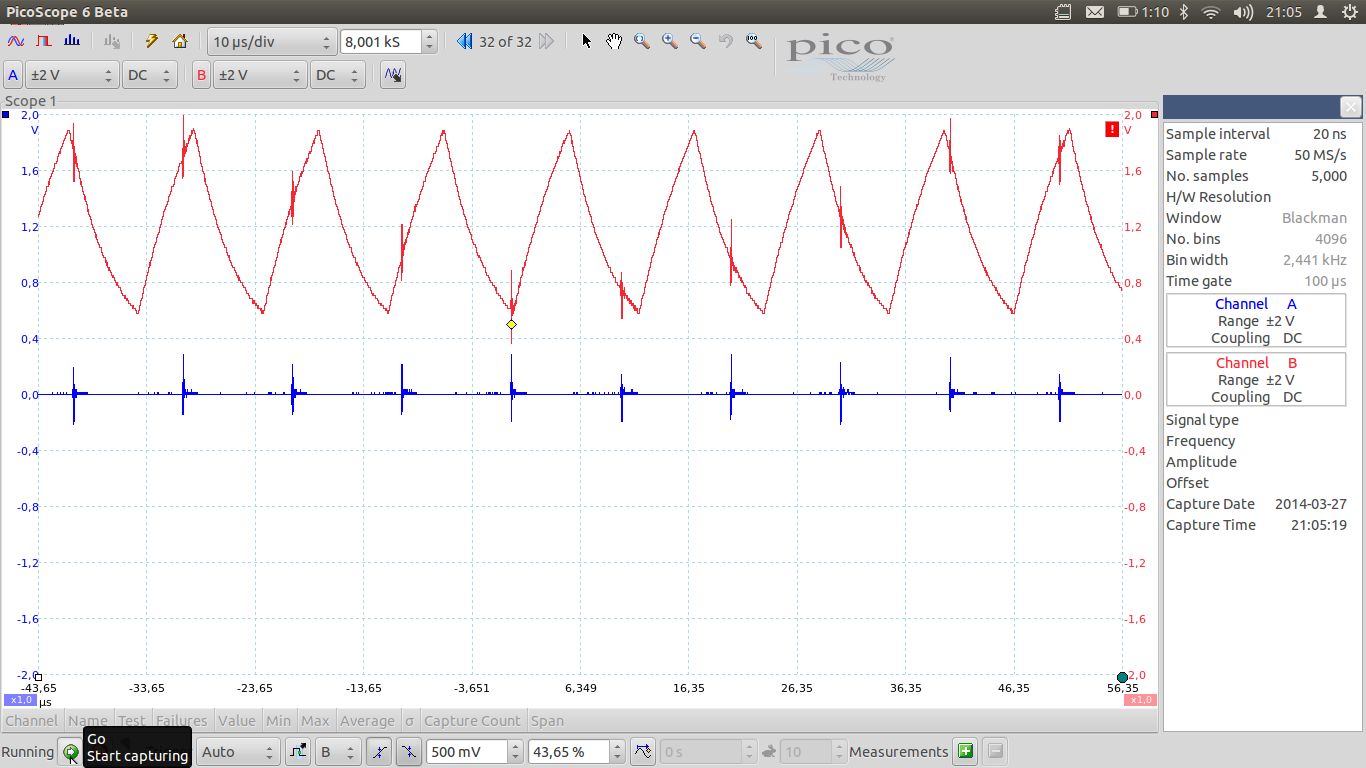 PicoScope 6 Beta
1:10
21:05
10 µs/div
8,001 kS
32 of 32
pico
Technology
A
±2 V
DC
B
±2 V
DC
Scope 1
2,0
V
1,6
1,2
0,8
0,4
0,0
-0,4
-0,8
-1,2
-1,6
-2,0
2,0
V
1,6
1,2
0,8
0,4
0,0
-0,4
-0,8
-1,2
-1,6
-2,0
-43,65
-33,65
-23,65
-13,65
-3,651
6,349
16,35
26,35
36,35
46,35
56,35
x1,0
µs
x1,0
Sample interval 20 ns
Sample rate 50 MS/s
No. samples 5,000
H/W Resolution
Window Blackman
No. bins 4096
Bin width 2,441 kHz
Time gate 100 µs
Channel A
Range ±2 V
Coupling DC
Channel B
Range ±2 V
Coupling DC
Signal type
Frequency
Amplitude
Offset
Capture Date 2014-03-27
Capture Time 21:05:19
Channel Name Test Failures Value Min Max Average σ Capture Count Span
Running
Go
Start capturing
Auto
B
500 mV
43,65 %
0 s
10
Measurements